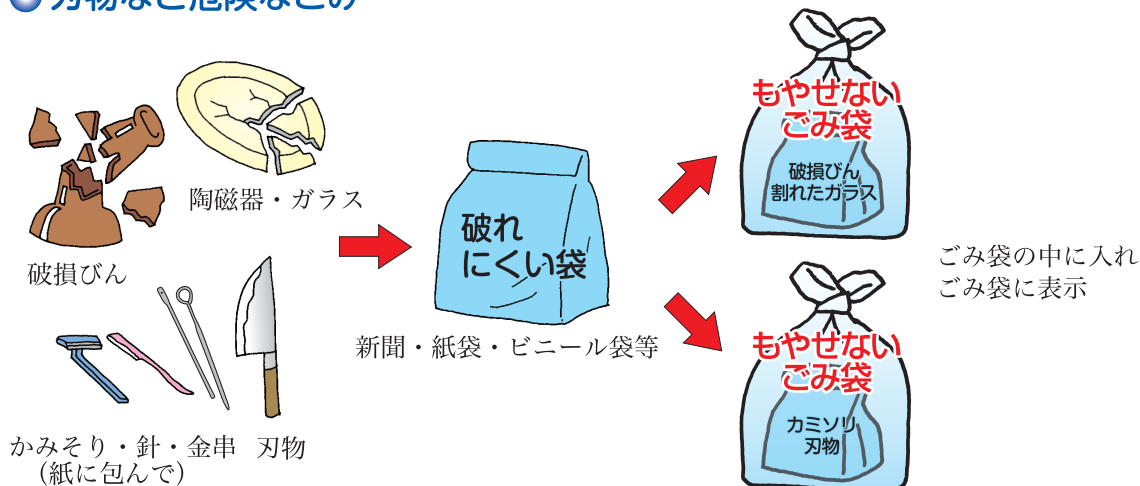 刃物など危険なごみ
陶磁器・ガラス
破損びん
かみそり・針・金串 刃物
(紙に包んで)
破れ
にくい袋
新聞・紙袋・ビニール袋等
もやせない
ごみ袋
破損びん
割れたガラス
もやせない
ごみ袋
カミソリ
刃物
ごみ袋の中に入れ
ごみ袋に表示